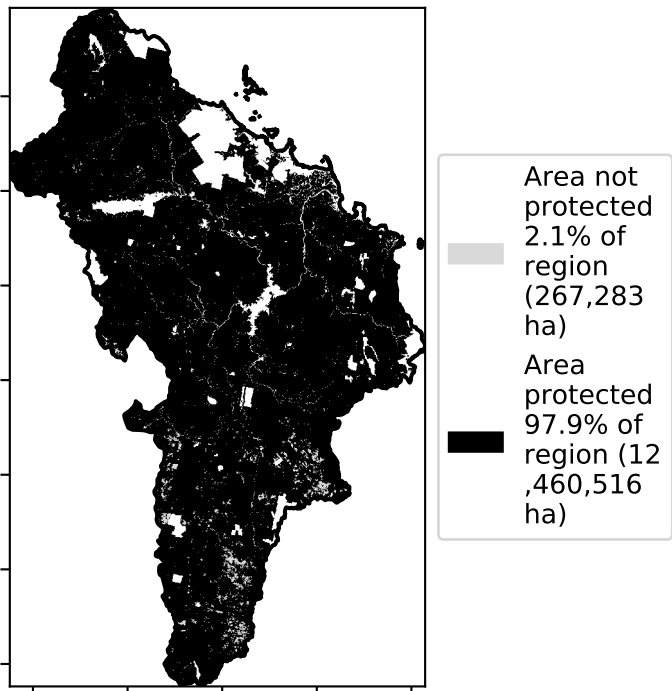 Area not
protected
2.1% of
region
(267,283
ha)
Area
protected
97.9% of
region (12
,460,516
ha)